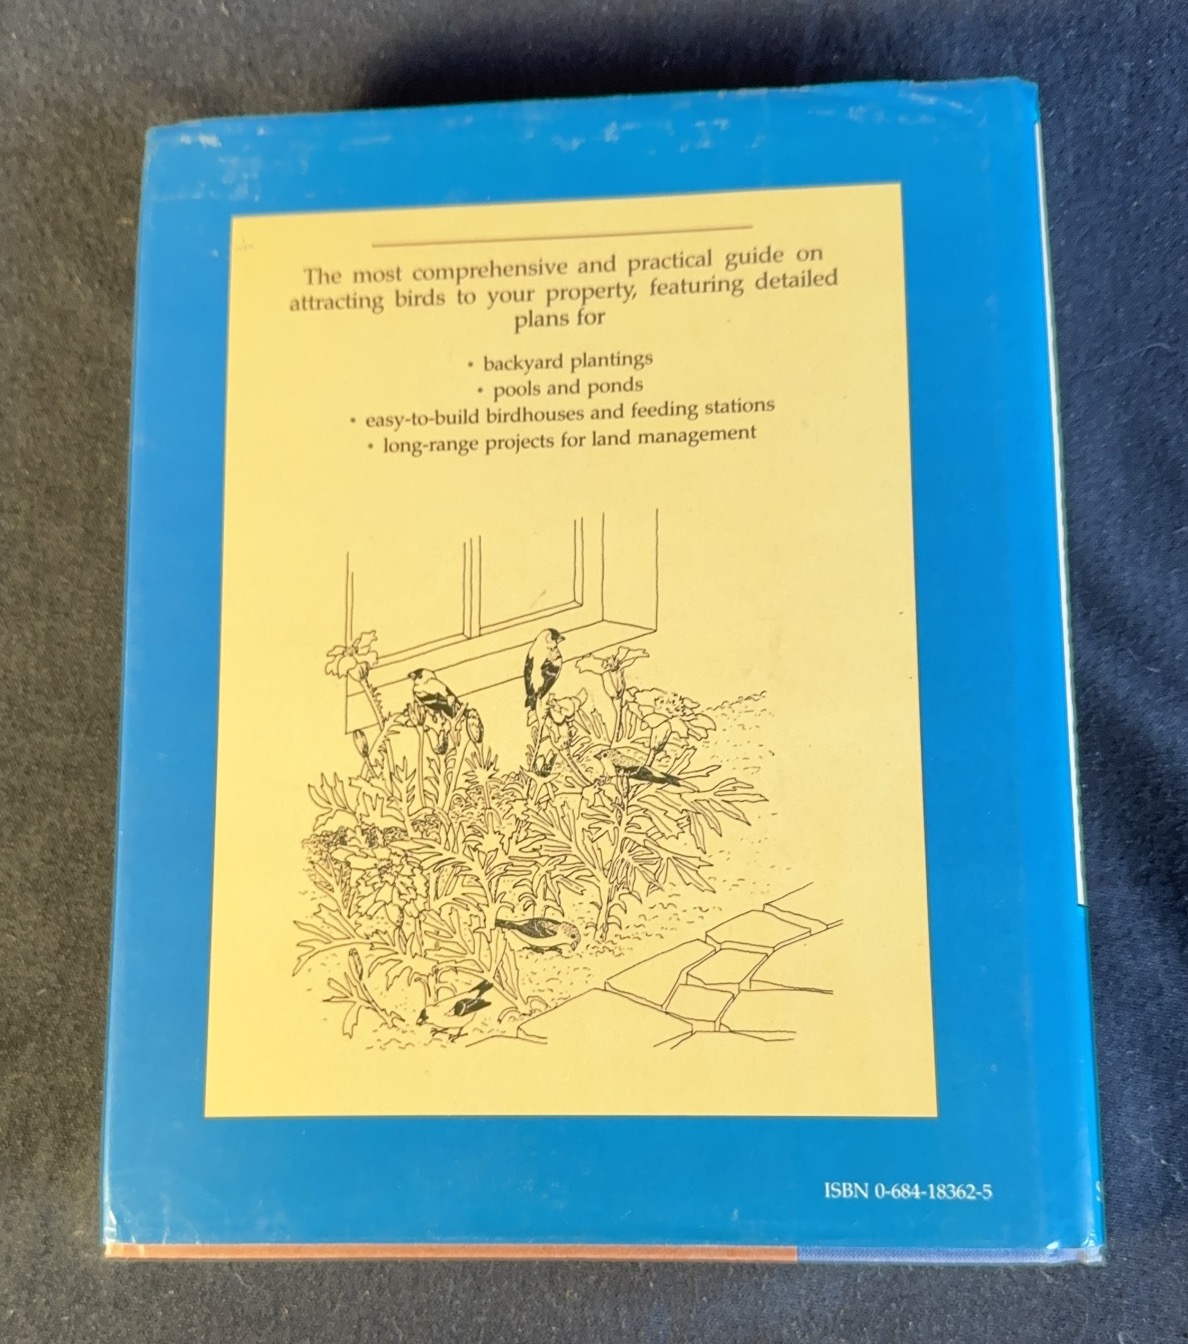 The most comprehensive and practical guide on
attracting birds to your property, featuring detailed
plans for
• backyard plantings
• pools and ponds
• easy-to-build birdhouses and feeding stations
• long-range projects for land management
ISBN 0-684-18362-5